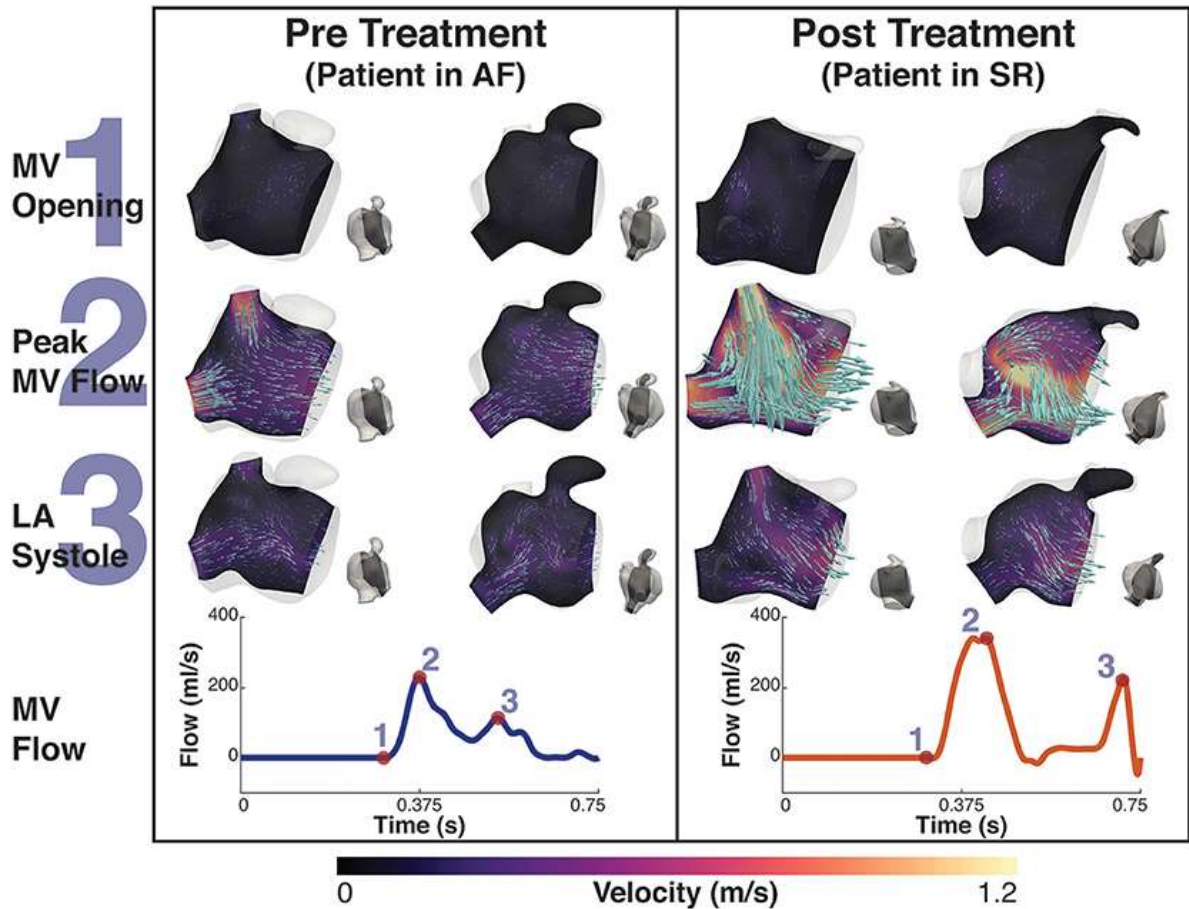 Pre Treatment
(Patient in AF)
Post Treatment
(Patient in SR)
1
MV
Opening
2
Peak
MV Flow
3
LA
Systole
MV
Flow
Flow (ml/s)
400
200
0
1
2
3
0
0.375
0.75
Time (s)
Flow (ml/s)
400
200
0
1
2
3
0
0.375
0.75
Time (s)
0
Velocity (m/s)
1.2